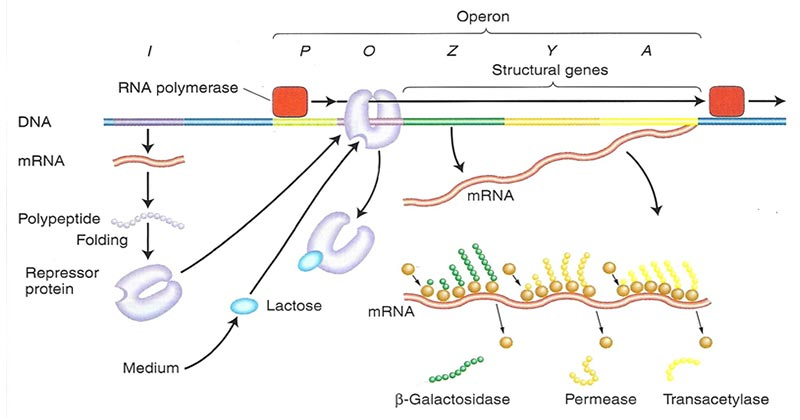 Operon
I P O Z Y A
Structural genes
RNA polymerase
DNA
mRNA
mRNA
Polypeptide
Folding
Repressor
protein
Lactose
mRNA
Medium
β-Galactosidase Permease Transacetylase